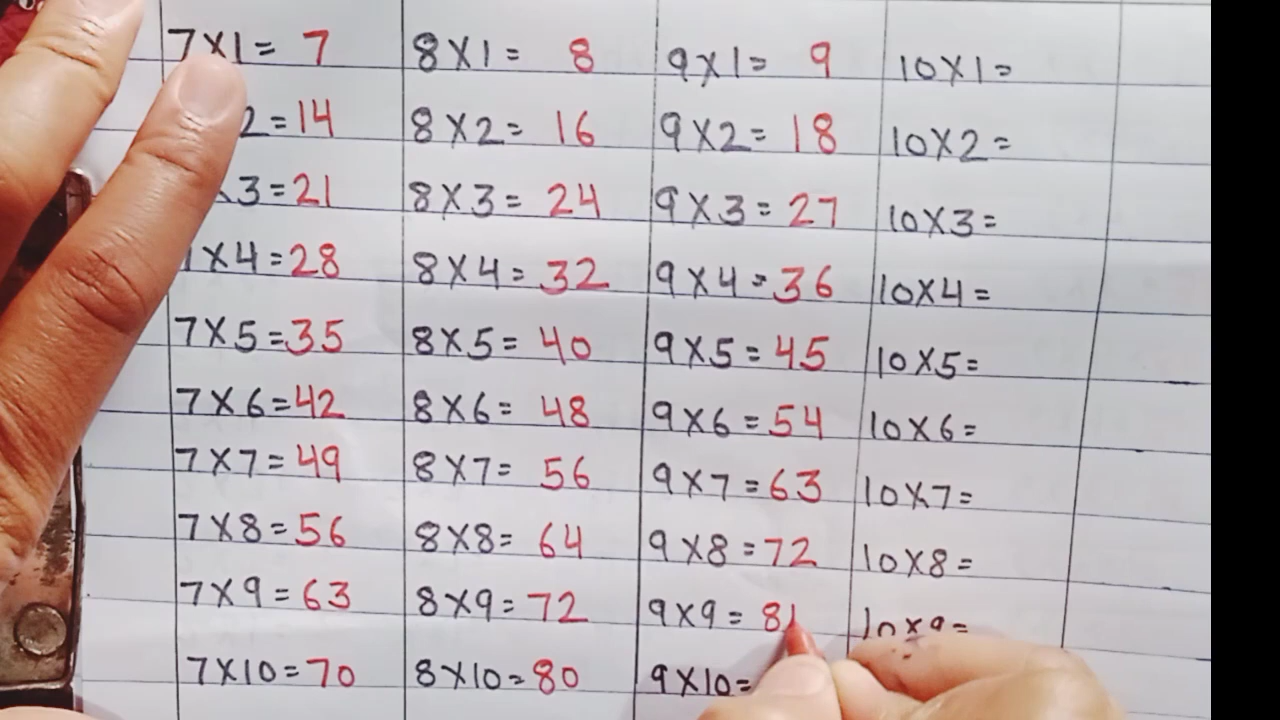 7X1= 7 8X1= 8 9X1= 9 10X1=
2=14 8X2= 16 9X2= 18 10X2=
X3=21 8X3= 24 9X3= 27 10X3=
X4=28 8X4= 32 9X4=36 10X4=
7X5=35 8X5= 40 9X5=45 10X5=
7X6=42 8X6= 48 9X6=54 10X6=
7X7=49 8X7= 56 9X7=63 10X7=
7X8=56 8X8= 64 9X8=72 10X8=
7X9=63 8X9=72 9X9=81 10X9=
7X10=70 8X10=80 9X10=